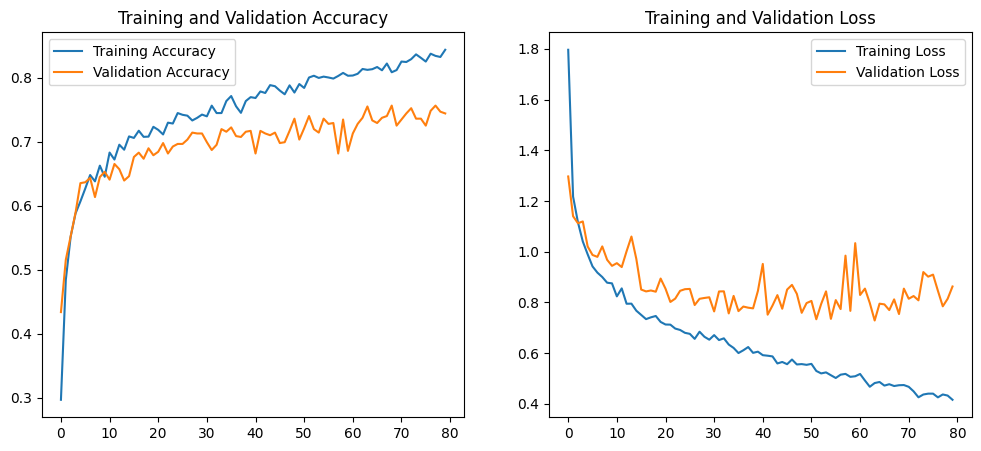 Training and Validation Accuracy
Training Accuracy
Validation Accuracy
0.8
0.7
0.6
0.5
0.4
0.3
0 10 20 30 40 50 60 70 80
Training and Validation Loss
Training Loss
Validation Loss
1.8
1.6
1.4
1.2
1.0
0.8
0.6
0.4
0 10 20 30 40 50 60 70 80